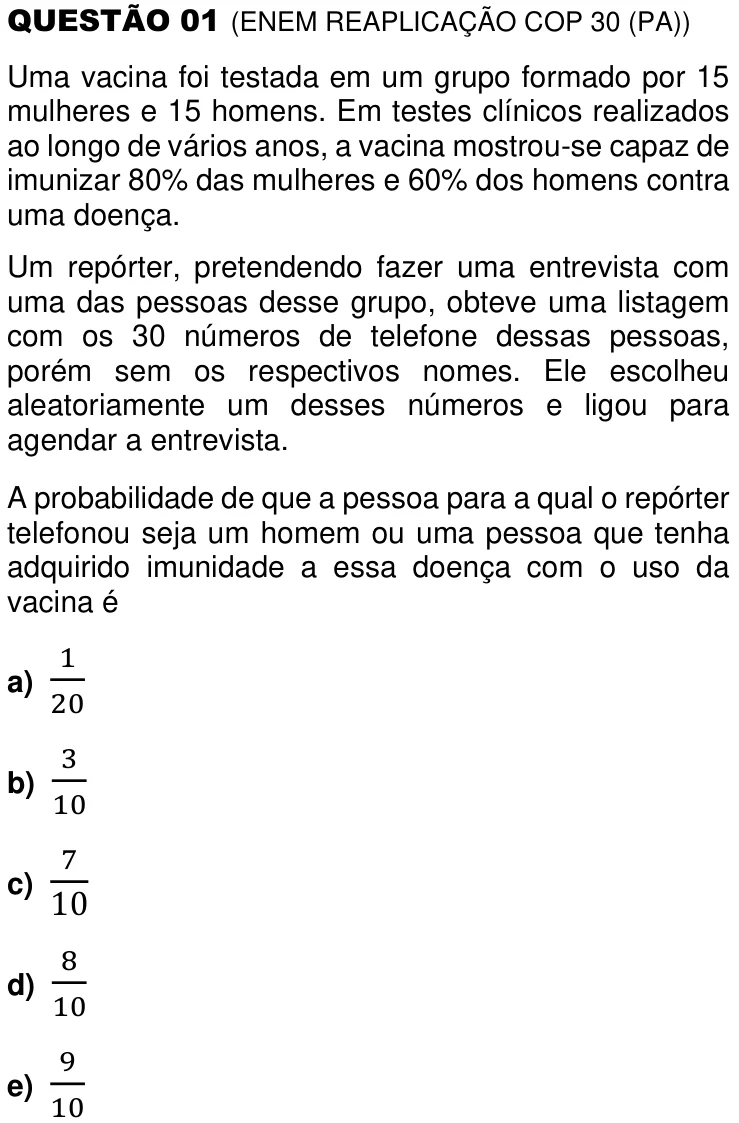 QUESTÃO 01 (ENEM REAPLICAÇÃO COP 30 (PA))
Uma vacina foi testada em um grupo formado por 15
mulheres e 15 homens. Em testes clínicos realizados
ao longo de vários anos, a vacina mostrou-se capaz de
imunizar 80% das mulheres e 60% dos homens contra
uma doença.
Um repórter, pretendendo fazer uma entrevista com
uma das pessoas desse grupo, obteve uma listagem
com os 30 números de telefone dessas pessoas,
porém sem os respectivos nomes. Ele escolheu
aleatoriamente um desses números e ligou para
agendar a entrevista.
A probabilidade de que a pessoa para a qual o repórter
telefonou seja um homem ou uma pessoa que tenha
adquirido imunidade a essa doença com o uso da
vacina é
a) 1/20
b) 3/10
c) 7/10
d) 8/10
e) 9/10